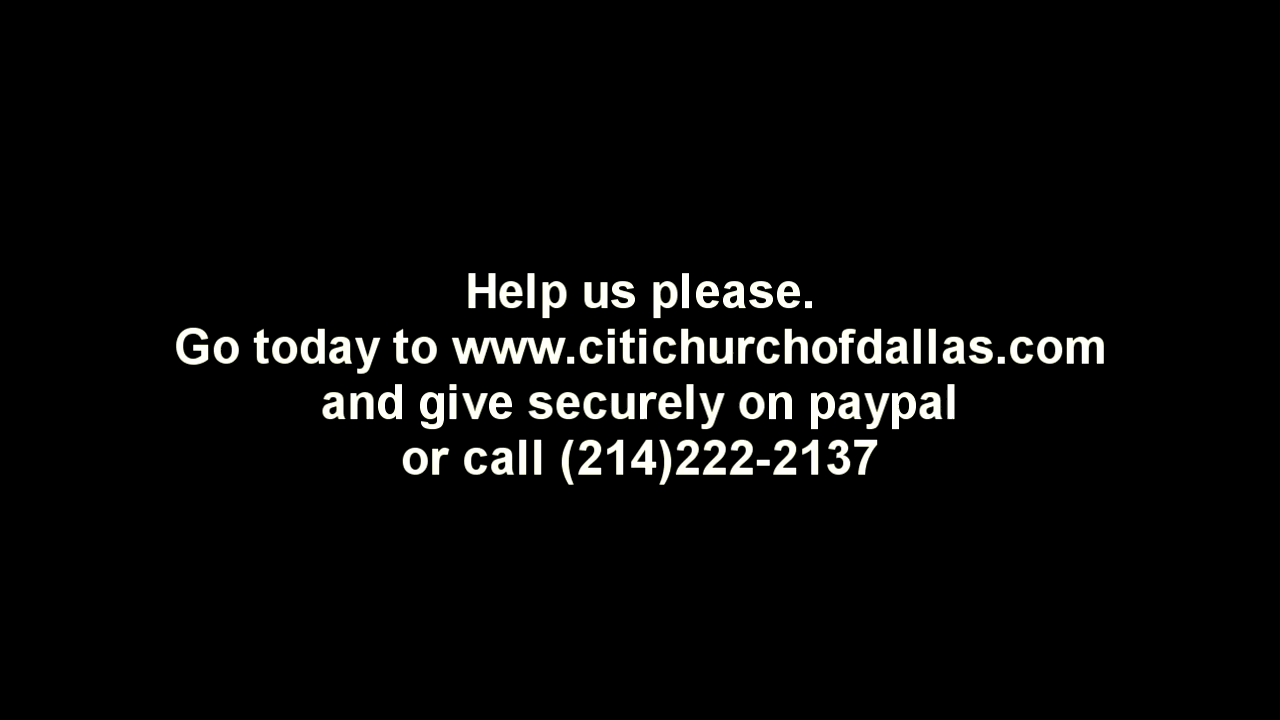 Help us please.
Go today to www.citichurchofdallas.com
and give securely on paypal
or call (214)222-2137